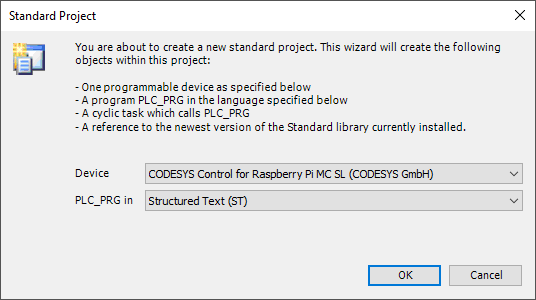 Standard Project
You are about to create a new standard project. This wizard will create the following
objects within this project:
- One programmable device as specified below
- A program PLC_PRG in the language specified below
- A cyclic task which calls PLC_PRG
- A reference to the newest version of the Standard library currently installed.
Device CODESYS Control for Raspberry Pi MC SL (CODESYS GmbH)
PLC_PRG in Structured Text (ST)
OK Cancel